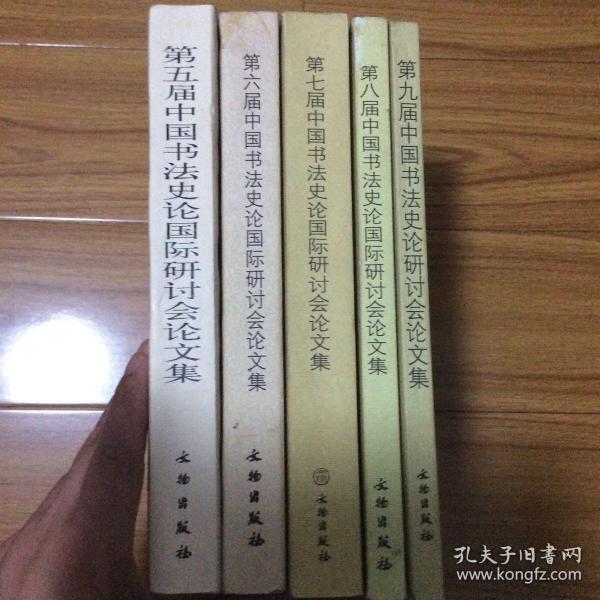 第五届中国书法史论国际研讨会论文集
文物出版社
第六届中国书法史论国际研讨会论文集
文物出版社
第七届中国书法史论国际研讨会论文集
文物出版社
第八届中国书法史论国际研讨会论文集
文物出版社
第九届中国书法史论研讨会论文集
文物出版社
孔夫子旧书网
www.kongfz.com